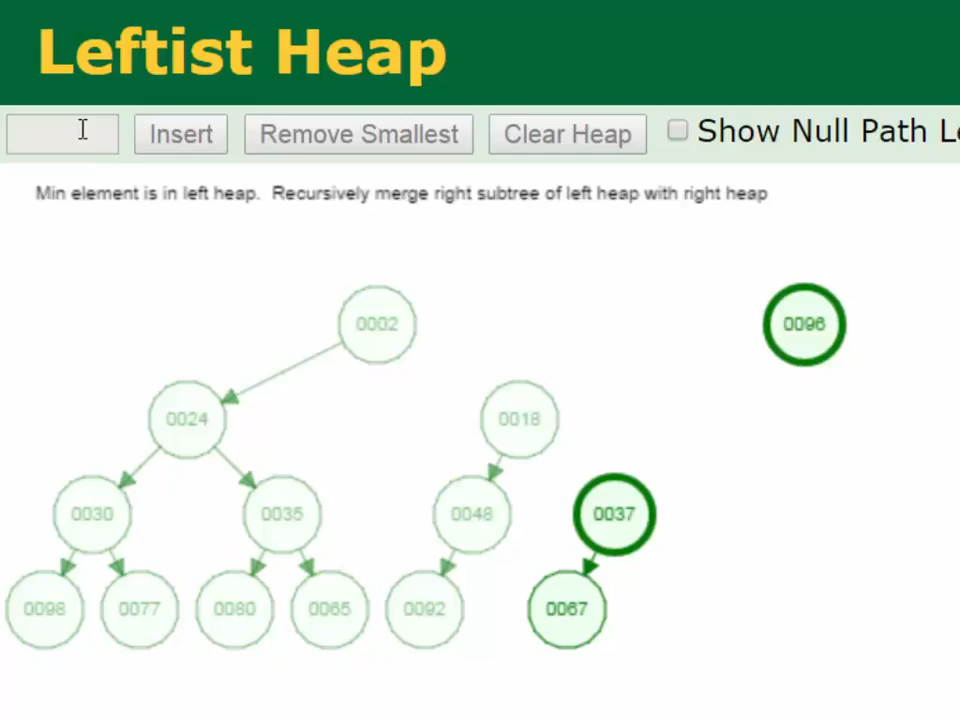 Leftist Heap
Insert
Remove Smallest
Clear Heap
Show Null Path Le
Min element is in left heap.  Recursively merge right subtree of left heap with right heap
0002
0096
0024
0018
0030
0035
0048
0037
0098
0077
0080
0065
0092
0067